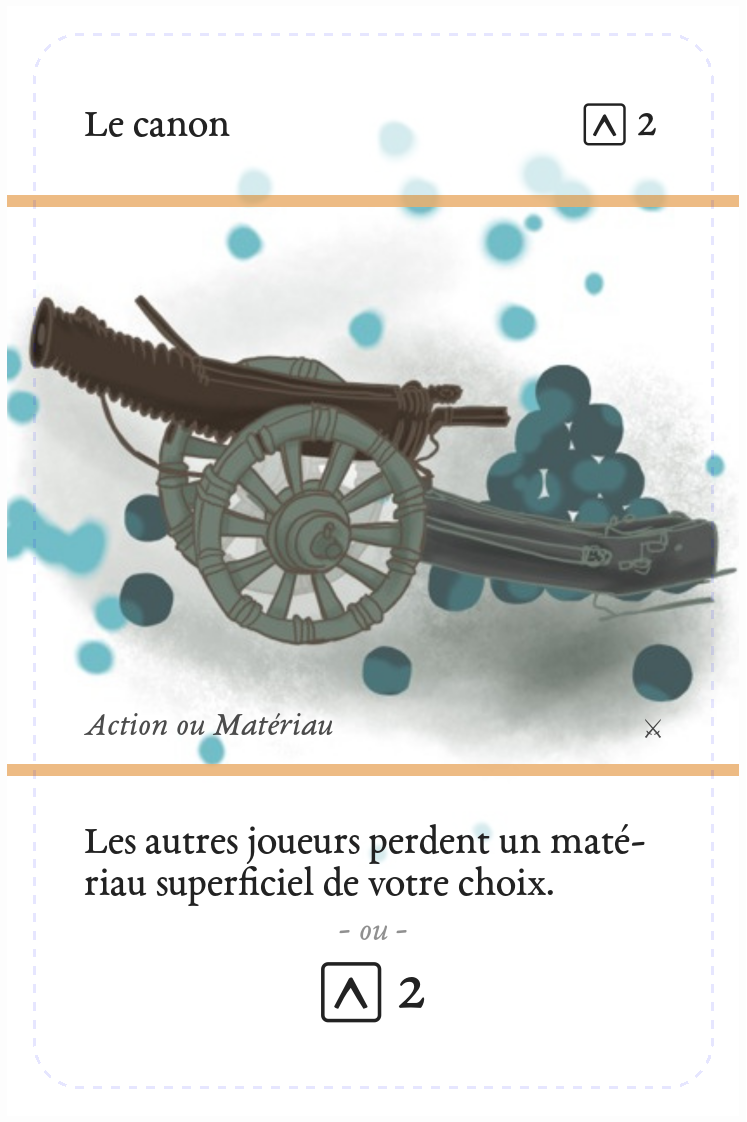 Le canon
2
Action ou Matériau
Les autres joueurs perdent un maté-
riau superficiel de votre choix.
- ou -
2